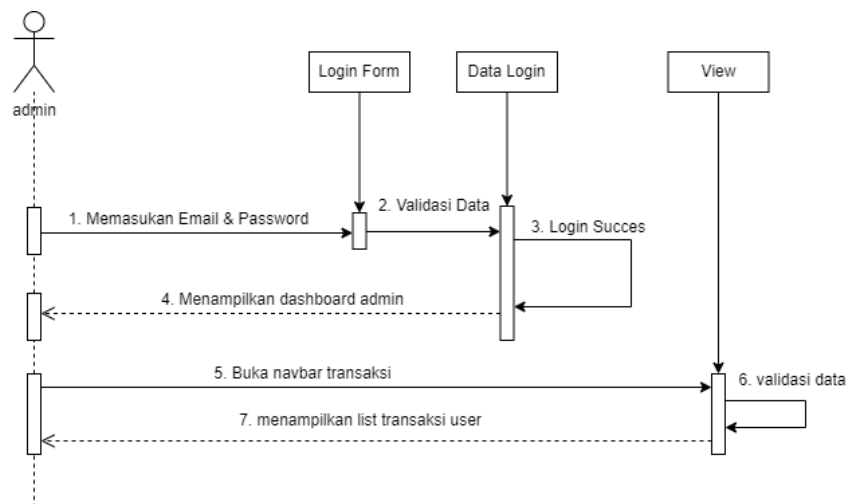 admin
Login Form
Data Login
View
1. Memasukan Email & Password
2. Validasi Data
3. Login Succes
4. Menampilkan dashboard admin
5. Buka navbar transaksi
6. validasi data
7. menampilkan list transaksi user